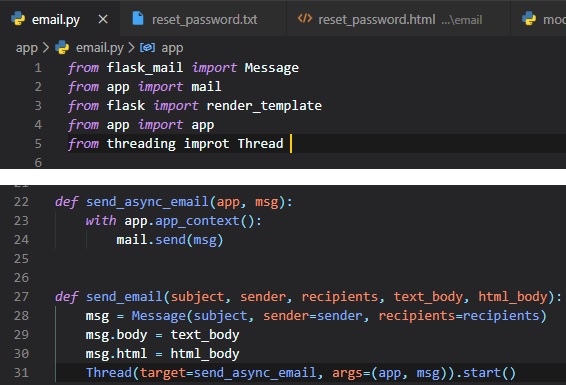 email.py × reset_password.txt reset_password.html ...\email mod
app > email.py > app
1 from flask_mail import Message
2 from app import mail
3 from flask import render_template
4 from app import app
5 from threading improt Thread
6
21
22 def send_async_email(app, msg):
23 with app.app_context():
24 mail.send(msg)
25
26
27 def send_email(subject, sender, recipients, text_body, html_body):
28 msg = Message(subject, sender=sender, recipients=recipients)
29 msg.body = text_body
30 msg.html = html_body
31 Thread(target=send_async_email, args=(app, msg)).start()